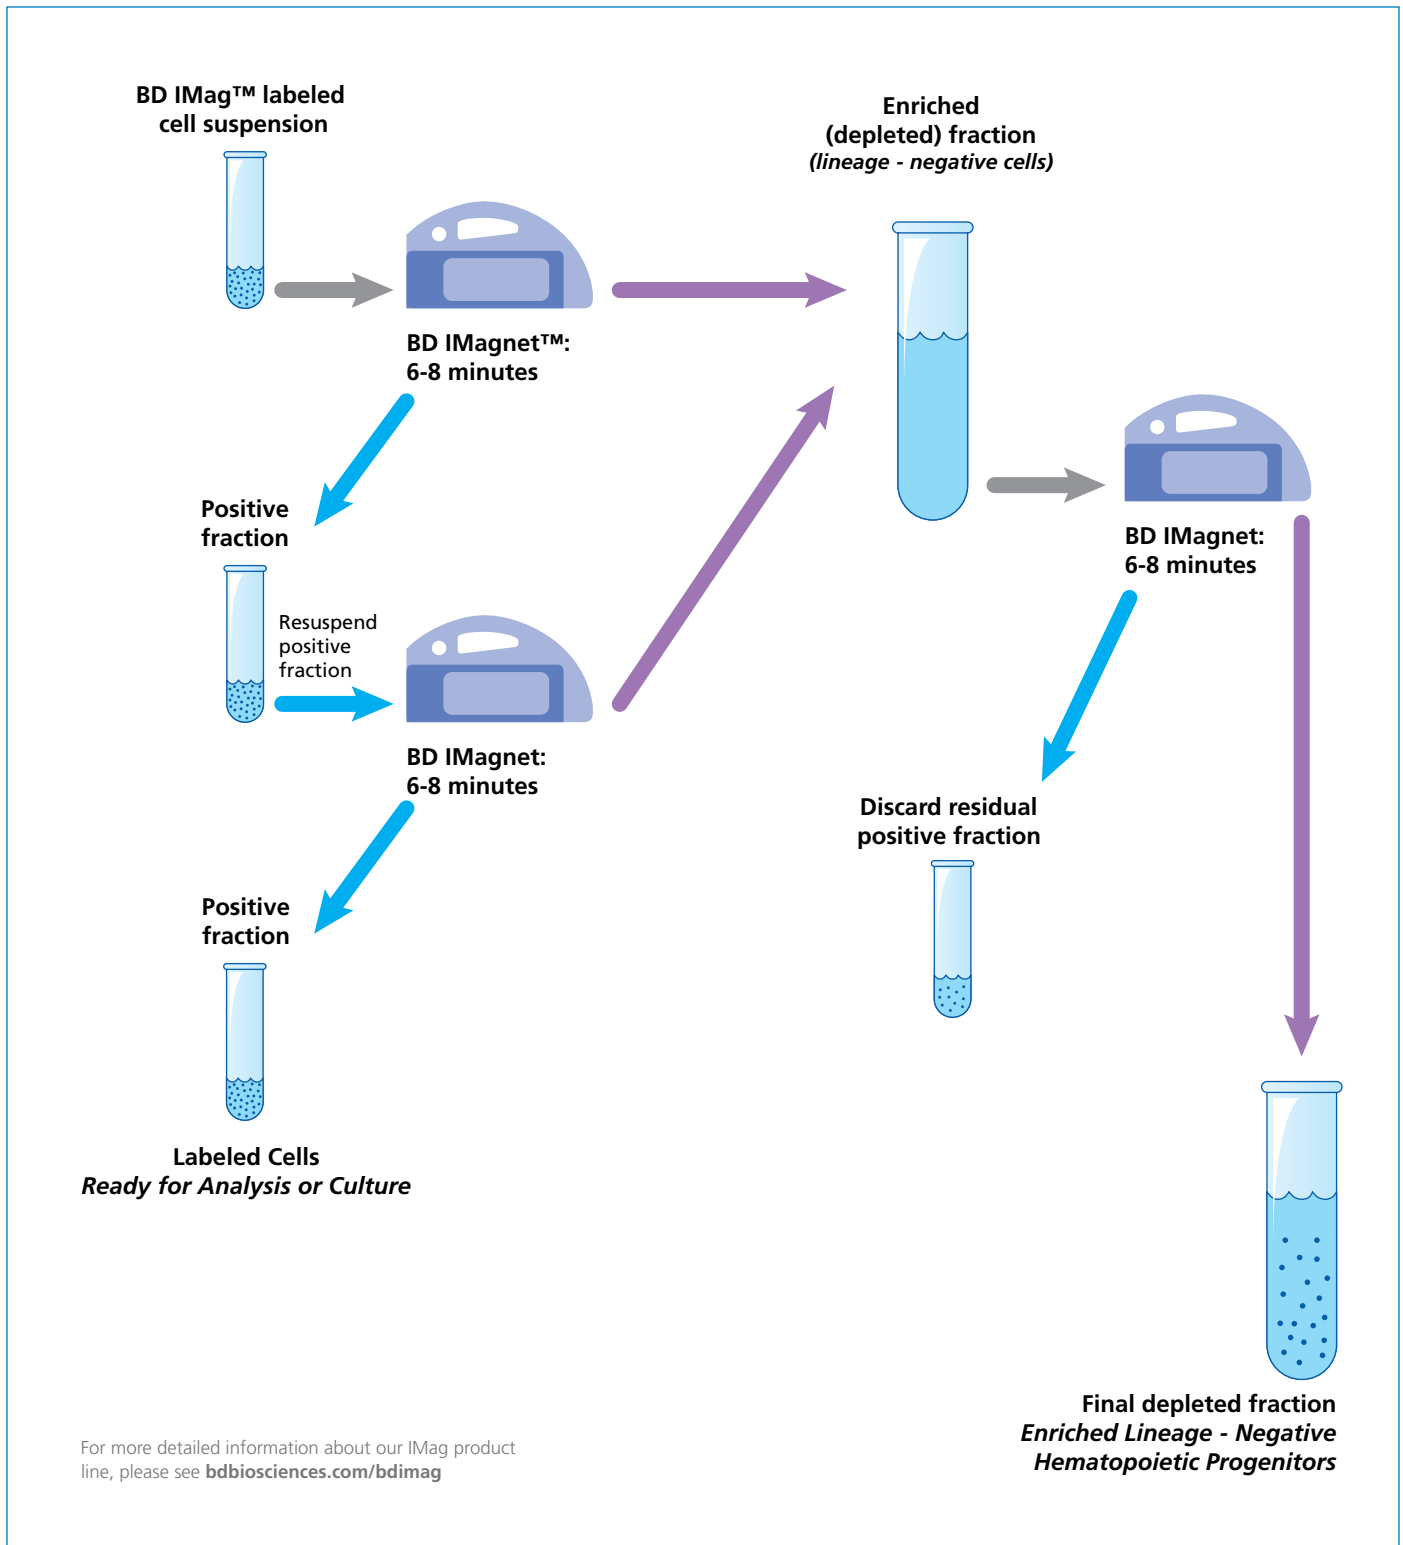 BD IMag™ labeled
cell suspension
Enriched
(depleted) fraction
(lineage - negative cells)
BD IMagnet™:
6-8 minutes
Positive
fraction
Resuspend
positive
fraction
BD IMagnet:
6-8 minutes
BD IMagnet:
6-8 minutes
Discard residual
positive fraction
Positive
fraction
Labeled Cells
Ready for Analysis or Culture
Final depleted fraction
Enriched Lineage - Negative
Hematopoietic Progenitors
For more detailed information about our IMag product
line, please see bdbiosciences.com/bdimag